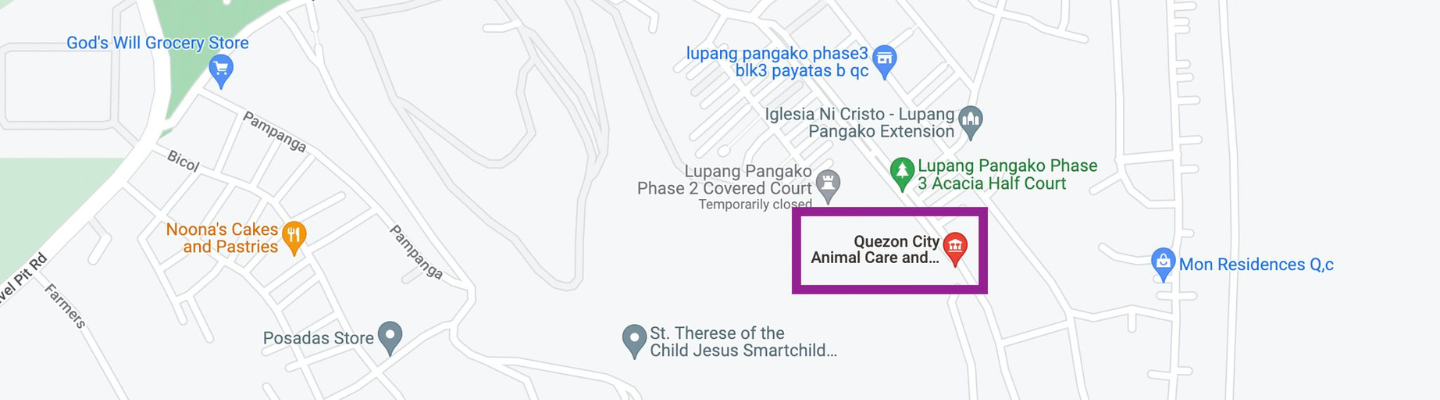 God's Will Grocery Store
lupang pangako phase3
blk3 payatas b qc
Pampanga
Iglesia Ni Cristo - Lupang
Pangako Extension
Bicol
Lupang Pangako
Phase 2 Covered Court
Temporarily closed
Lupang Pangako Phase
3 Acacia Half Court
Noona's Cakes
and Pastries
Pampanga
Quezon City
Animal Care and...
Mon Residences Q,c
vel Pit Rd
Farmers
Posadas Store
St. Therese of the
Child Jesus Smartchild...